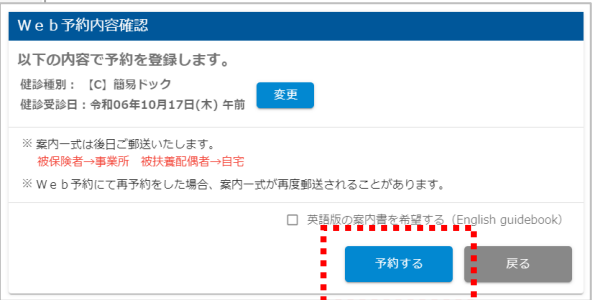 Ｗｅｂ予約内容確認
以下の内容で予約を登録します。
健診種別： 【C】簡易ドック
健診受診日：令和06年10月17日(木) 午前
変更
※ 案内一式は後日ご郵送いたします。
被保険者→事業所　被扶養配偶者→自宅
※ Ｗｅｂ予約にて再予約をした場合、案内一式が再度郵送されることがあります。
英語版の案内書を希望する（English guidebook）
予約する
戻る